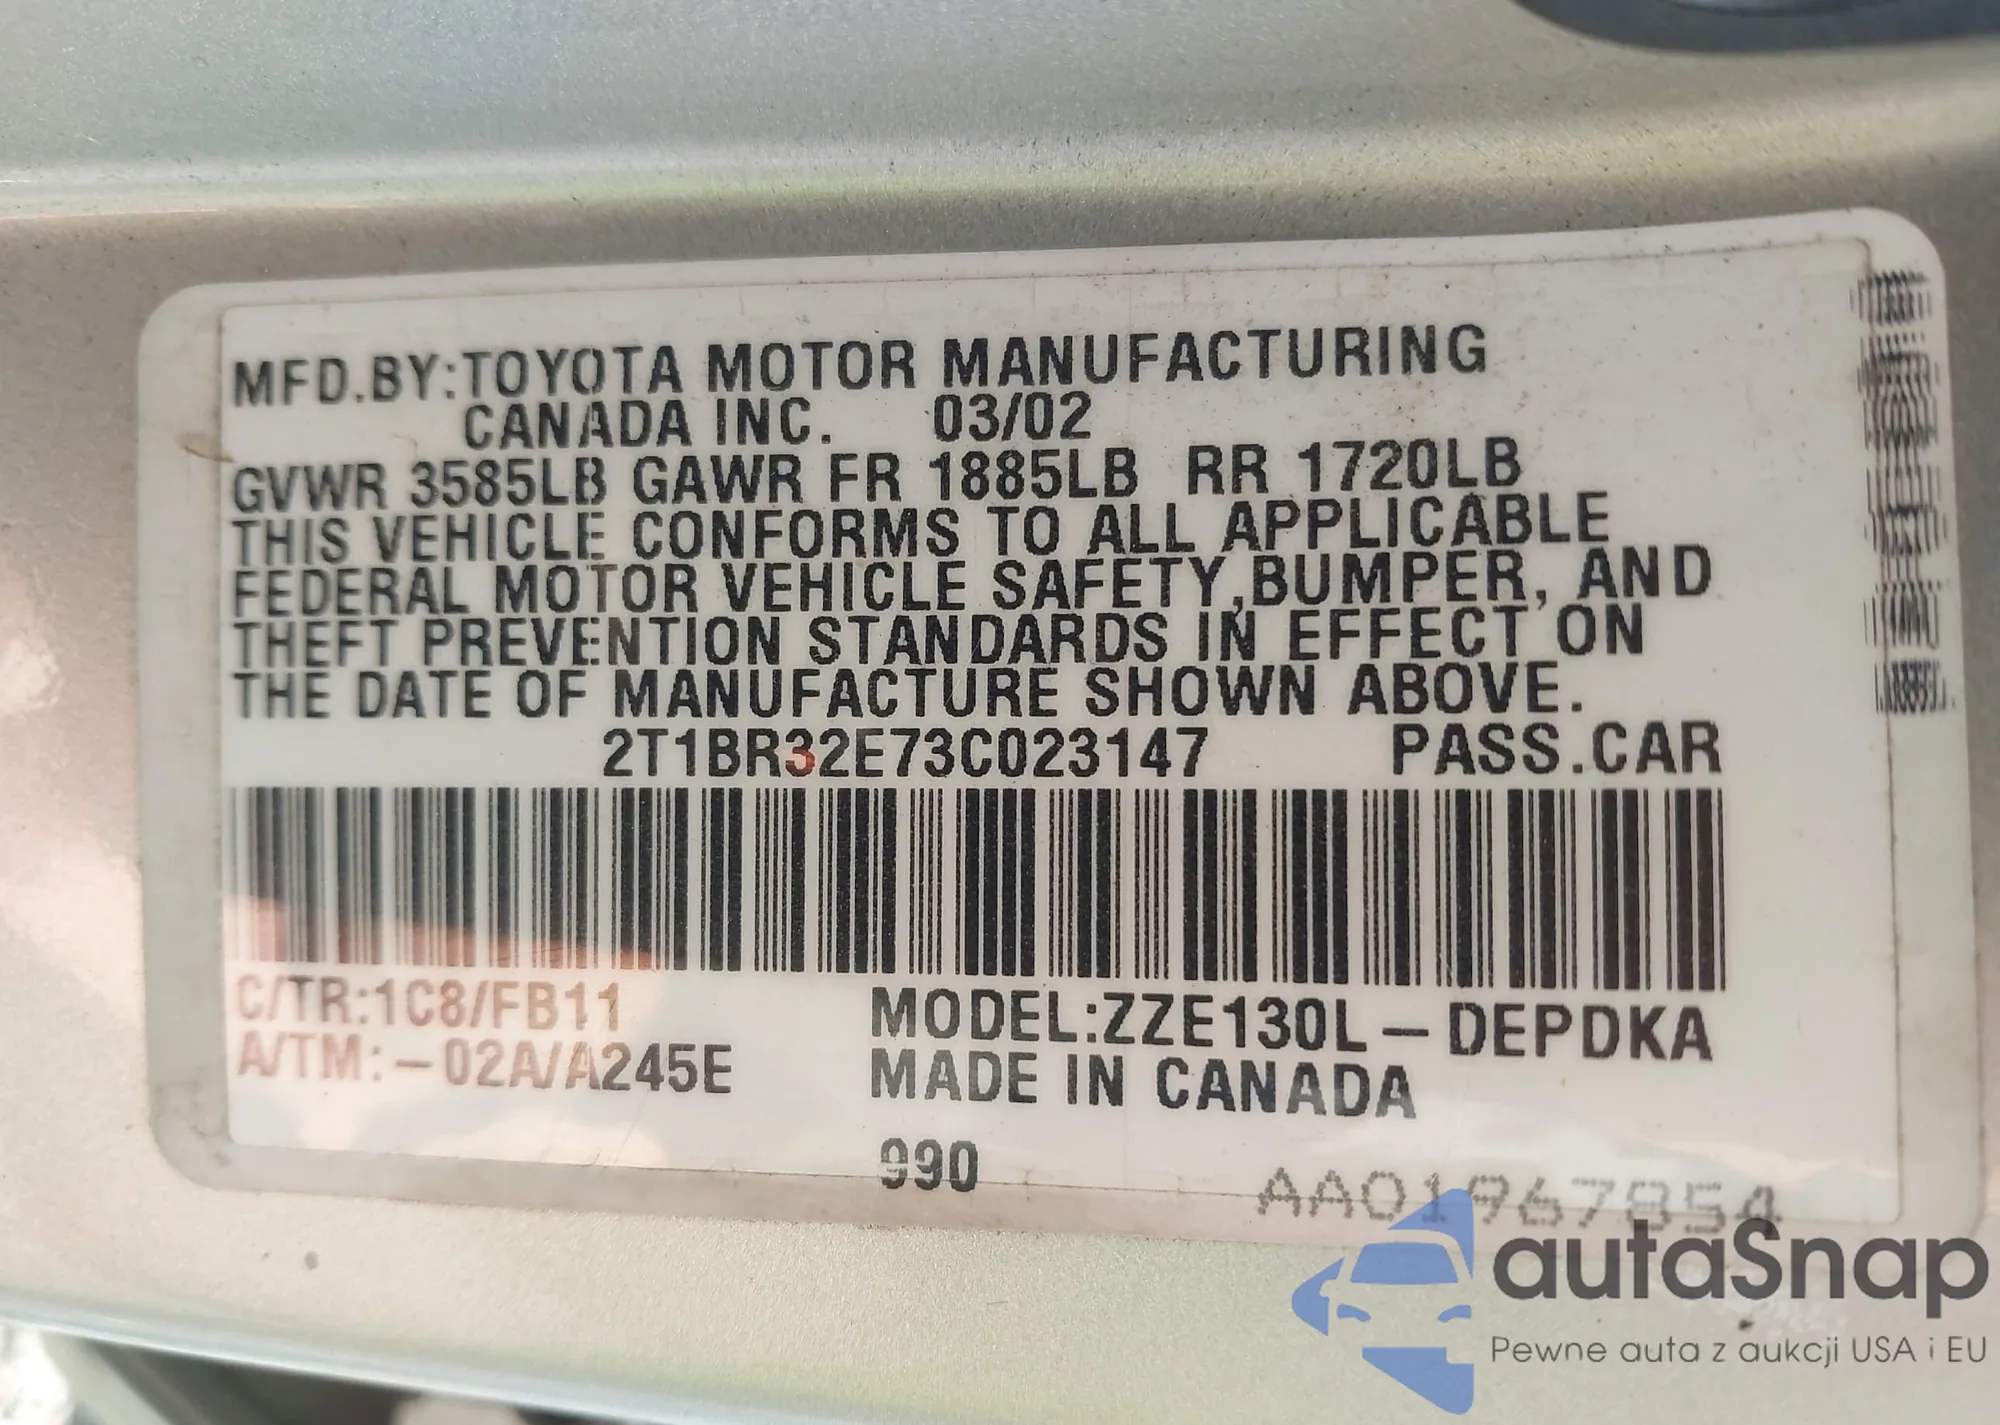 MFD.BY:TOYOTA MOTOR MANUFACTURING
CANADA INC. 03/02
GVWR 3585LB GAWR FR 1885LB RR 1720LB
THIS VEHICLE CONFORMS TO ALL APPLICABLE
FEDERAL MOTOR VEHICLE SAFETY,BUMPER, AND
THEFT PREVENTION STANDARDS IN EFFECT ON
THE DATE OF MANUFACTURE SHOWN ABOVE.
2T1BR32E73C023147 PASS.CAR
C/TR:1C8/FB11 MODEL:ZZE130L-DEPDKA
A/TM:-02A/A245E MADE IN CANADA
990 AA01967854
autaSnap
Pewne auta z aukcji USA i EU